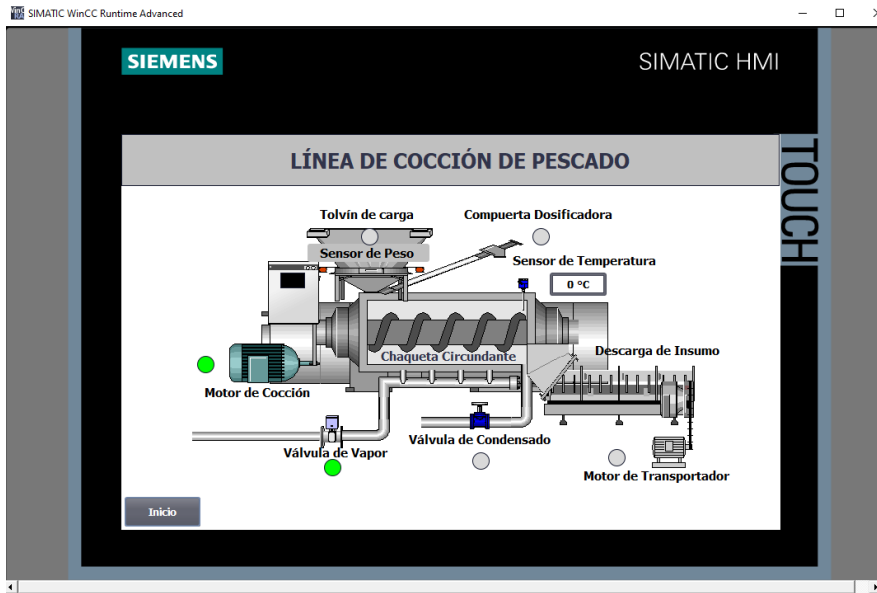 SIMATIC WinCC Runtime Advanced
SIEMENS
SIMATIC HMI
TOUCH
LÍNEA DE COCCIÓN DE PESCADO
Tolvín de carga
Compuerta Dosificadora
Sensor de Peso
Sensor de Temperatura
0 °C
Chaqueta Circundante
Descarga de Insumo
Motor de Cocción
Válvula de Condensado
Válvula de Vapor
Motor de Transportador
Inicio